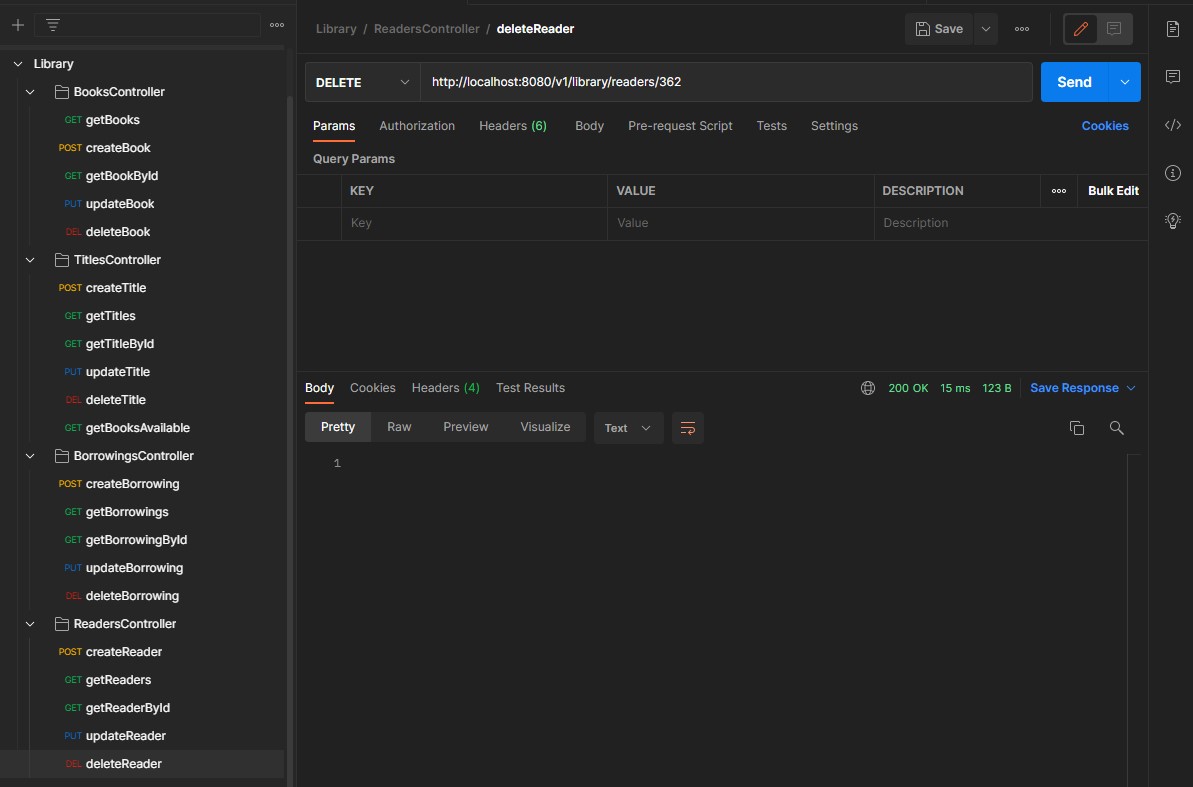 Library
BooksController
GET getBooks
POST createBook
GET getBookById
PUT updateBook
DEL deleteBook
TitlesController
POST createTitle
GET getTitles
GET getTitleById
PUT updateTitle
DEL deleteTitle
GET getBooksAvailable
BorrowingsController
POST createBorrowing
GET getBorrowings
GET getBorrowingById
PUT updateBorrowing
DEL deleteBorrowing
ReadersController
POST createReader
GET getReaders
GET getReaderById
PUT updateReader
DEL deleteReader
Library / ReadersController / deleteReader
Save
DELETE http://localhost:8080/v1/library/readers/362 Send
Params Authorization Headers (6) Body Pre-request Script Tests Settings Cookies
Query Params
KEY VALUE DESCRIPTION Bulk Edit
Key Value Description
Body Cookies Headers (4) Test Results 200 OK 15 ms 123 B Save Response
Pretty Raw Preview Visualize Text
1